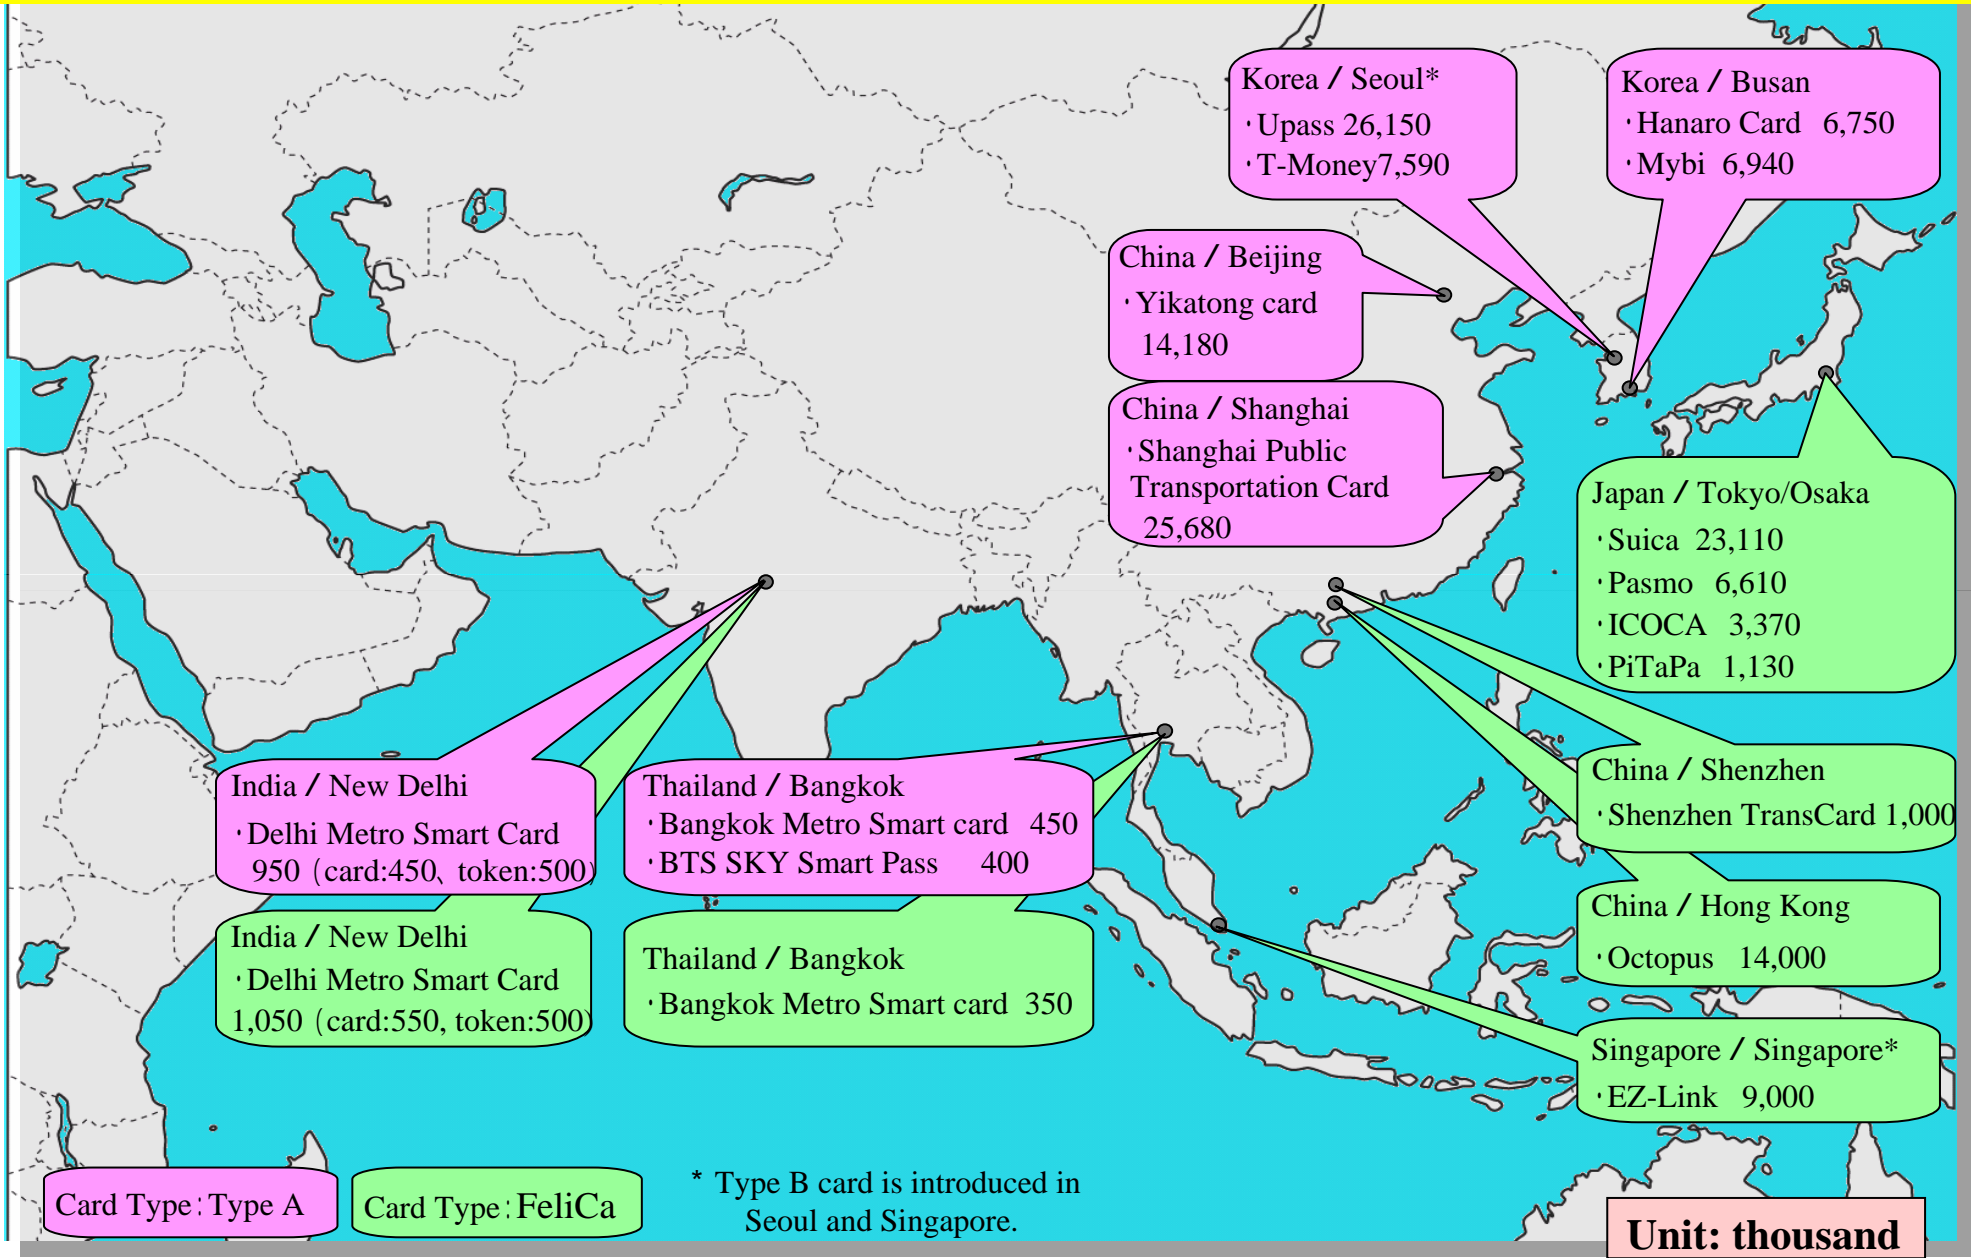 Korea / Seoul*
・Upass 26,150
・T-Money7,590
Korea / Busan
・Hanaro Card 6,750
・Mybi 6,940
China / Beijing
・Yikatong card
14,180
China / Shanghai
・Shanghai Public
Transportation Card
25,680
Japan / Tokyo/Osaka
・Suica 23,110
・Pasmo 6,610
・ICOCA 3,370
・PiTaPa 1,130
India / New Delhi
・Delhi Metro Smart Card
950 (card:450、token:500)
Thailand / Bangkok
・Bangkok Metro Smart card 450
・BTS SKY Smart Pass 400
China / Shenzhen
・Shenzhen TransCard 1,000
India / New Delhi
・Delhi Metro Smart Card
1,050 (card:550, token:500)
Thailand / Bangkok
・Bangkok Metro Smart card 350
China / Hong Kong
・Octopus 14,000
Singapore / Singapore*
・EZ-Link 9,000
Card Type:Type A
Card Type:FeliCa
* Type B card is introduced in
Seoul and Singapore.
Unit: thousand